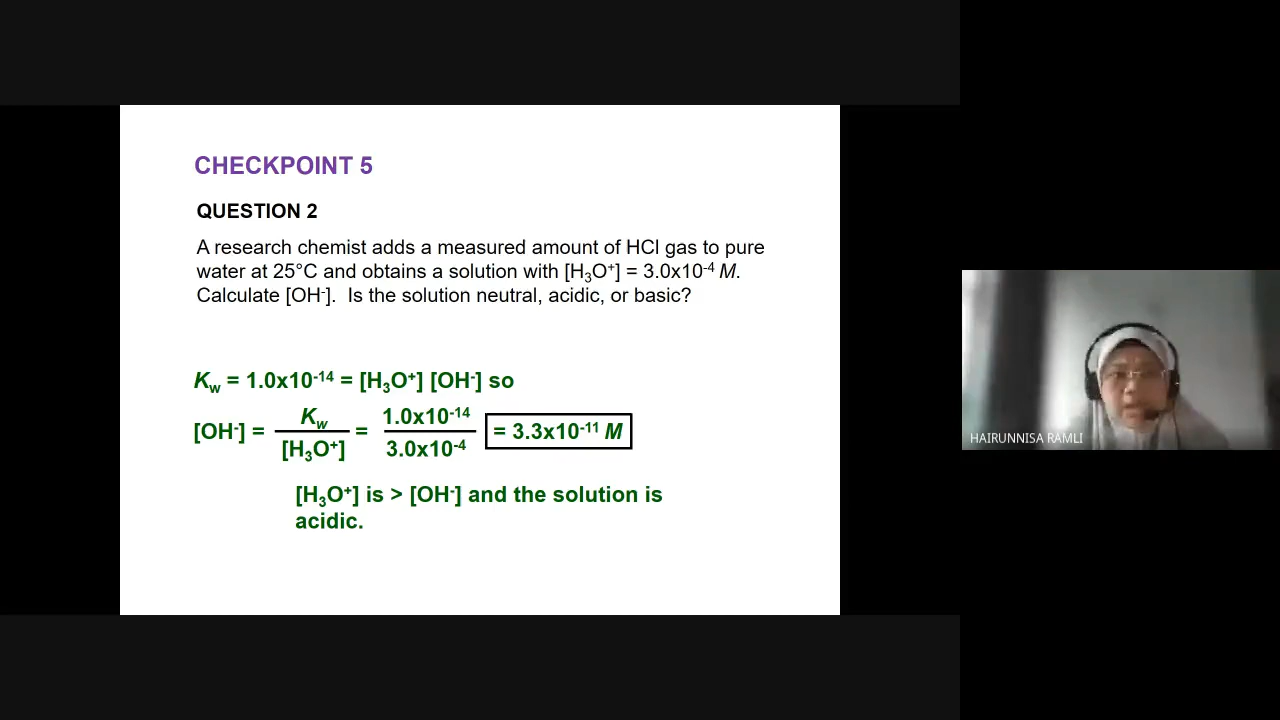 CHECKPOINT 5
QUESTION 2
A research chemist adds a measured amount of HCl gas to pure
water at 25°C and obtains a solution with [H₃O⁺] = 3.0x10⁻⁴ M.
Calculate [OH⁻]. Is the solution neutral, acidic, or basic?
K_w = 1.0x10⁻¹⁴ = [H₃O⁺] [OH⁻] so
[OH⁻] = K_w / [H₃O⁺] = 1.0x10⁻¹⁴ / 3.0x10⁻⁴ = 3.3x10⁻¹¹ M
[H₃O⁺] is > [OH⁻] and the solution is
acidic.
HAIRUNNISA RAMLI